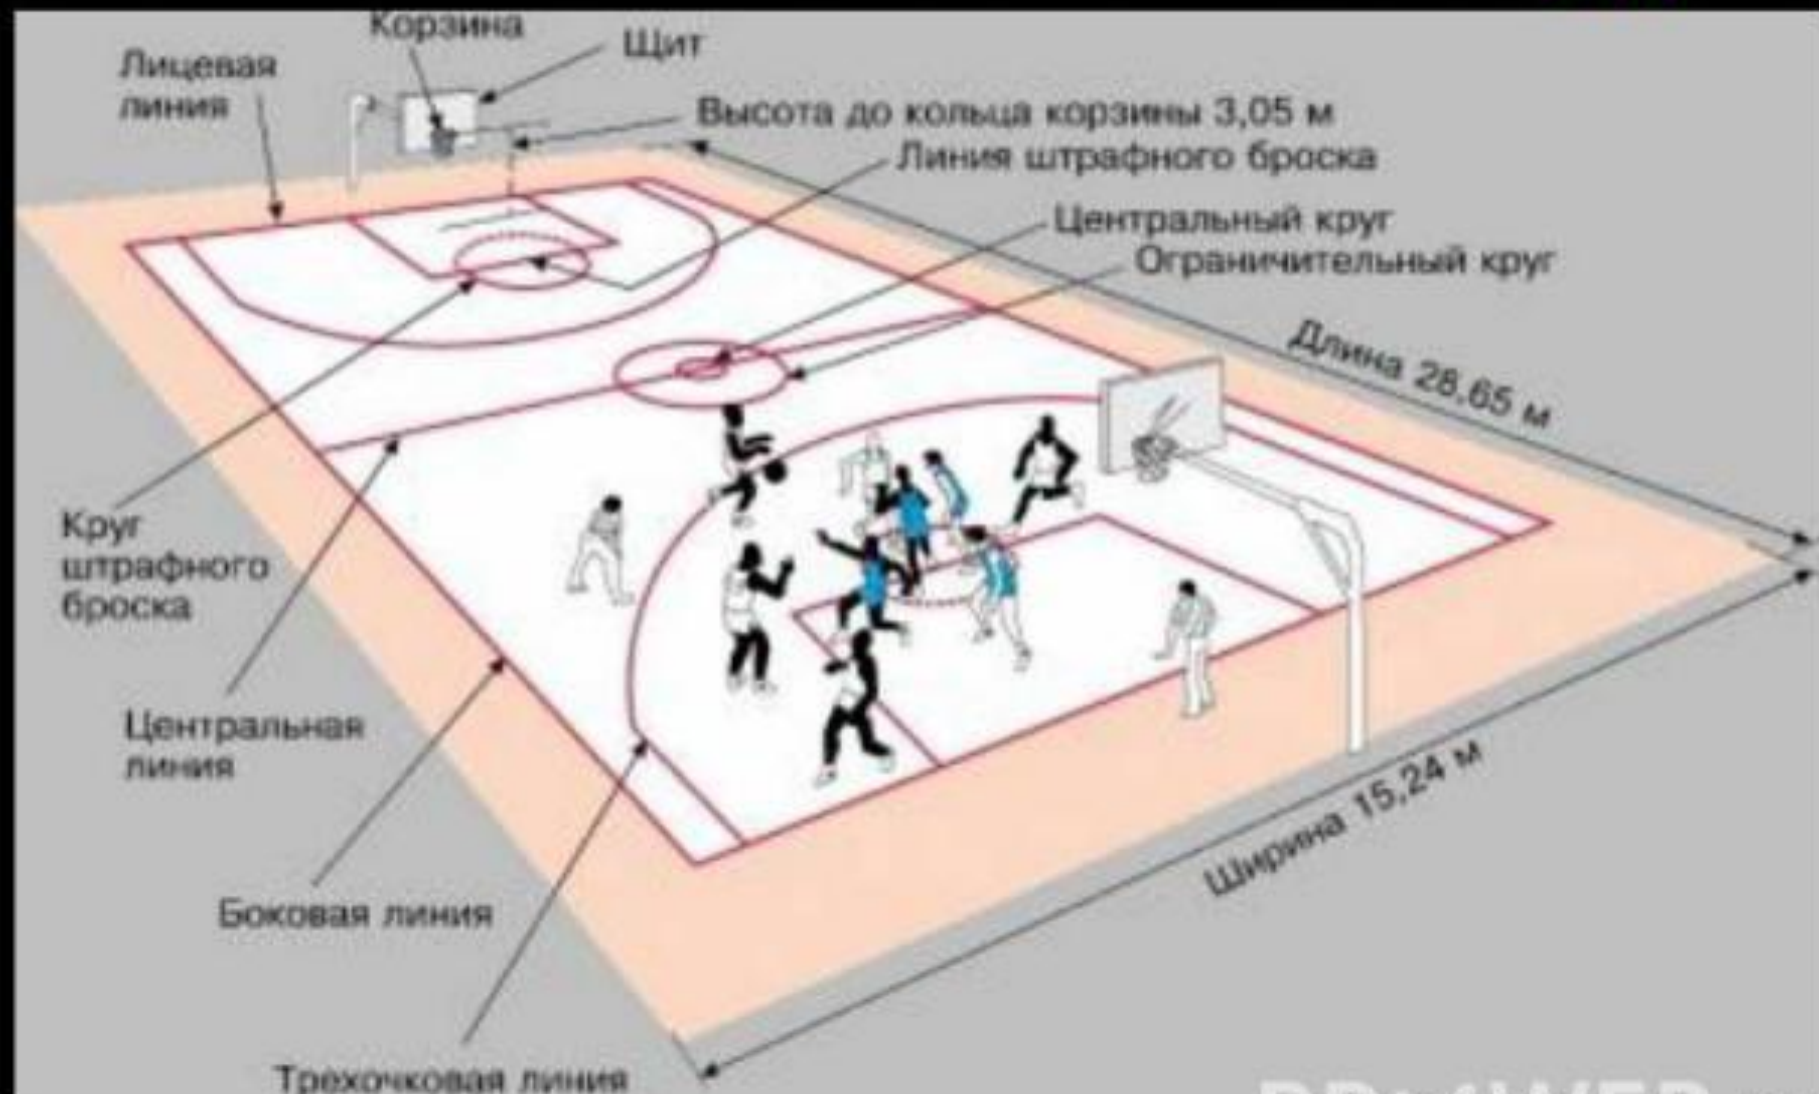 Корзина
Щит
Лицевая
линия
Высота до кольца корзины 3,05 м
Линия штрафного броска
Центральный круг
Ограничительный круг
Длина 28,65 м
Круг
штрафного
броска
Центральная
линия
Ширина 15,24 м
Боковая линия
Трехочковая линия